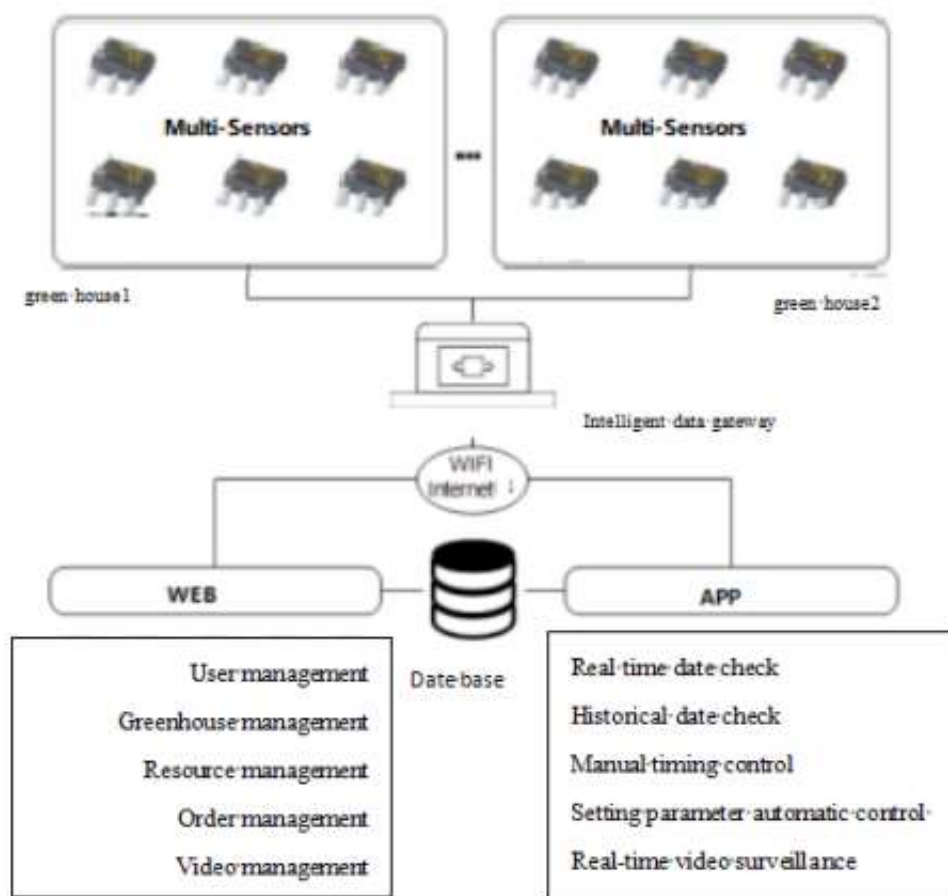 Multi-Sensors
Multi-Sensors
green house1
green house2
Intelligent data gateway
WIFI
Internet
WEB
APP
User management
Greenhouse management
Resource management
Order management
Video management
Date base
Real time date check
Historical date check
Manual timing control
Setting parameter automatic control
Real-time video surveillance